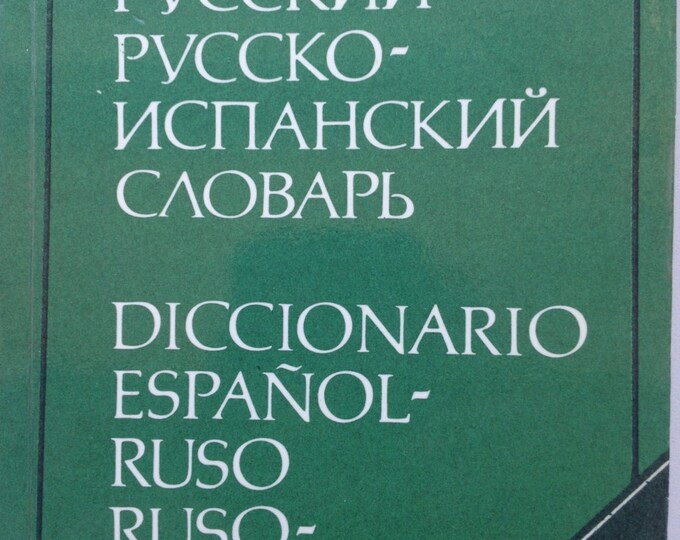 РУССКИЙ
РУССКО-
ИСПАНСКИЙ
СЛОВАРЬ
DICCIONARIO
ESPAÑOL-
RUSO
RUSO-